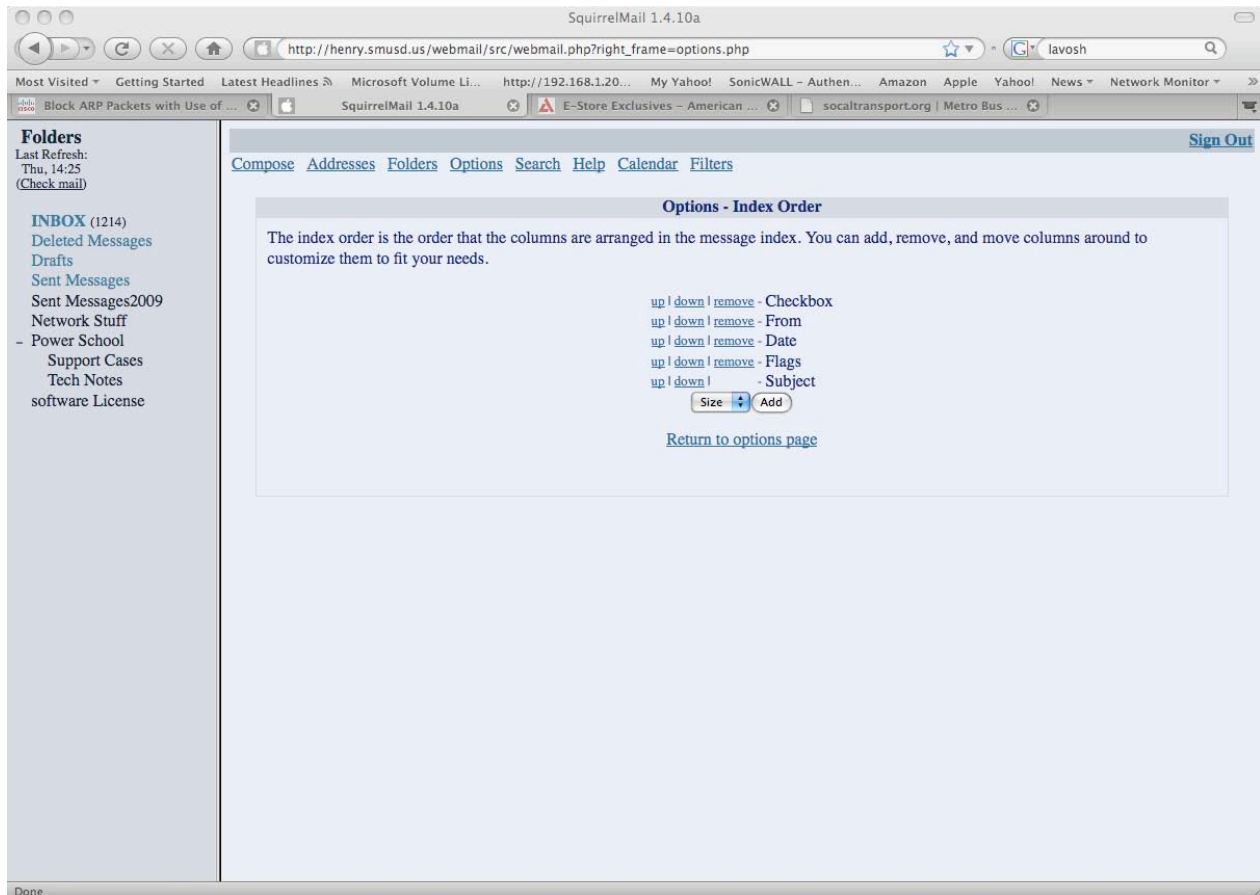 SquirrelMail 1.4.10a
http://henry.smusd.us/webmail/src/webmail.php?right_frame=options.php
G
lavosh
Most Visited Getting Started Latest Headlines Microsoft Volume Li... http://192.168.1.20... My Yahoo! SonicWALL – Authen... Amazon Apple Yahoo! News Network Monitor »
cisco Block ARP Packets with Use of ... SquirrelMail 1.4.10a E-Store Exclusives – American ... socaltransport.org | Metro Bus ...
Folders
Last Refresh:
Thu, 14:25
(Check mail)
INBOX (1214)
Deleted Messages
Drafts
Sent Messages
Sent Messages2009
Network Stuff
– Power School
Support Cases
Tech Notes
software License
Sign Out
Compose Addresses Folders Options Search Help Calendar Filters
Options - Index Order
The index order is the order that the columns are arranged in the message index. You can add, remove, and move columns around to
customize them to fit your needs.
up | down | remove - Checkbox
up | down | remove - From
up | down | remove - Date
up | down | remove - Flags
up | down | - Subject
Size Add
Return to options page
Done